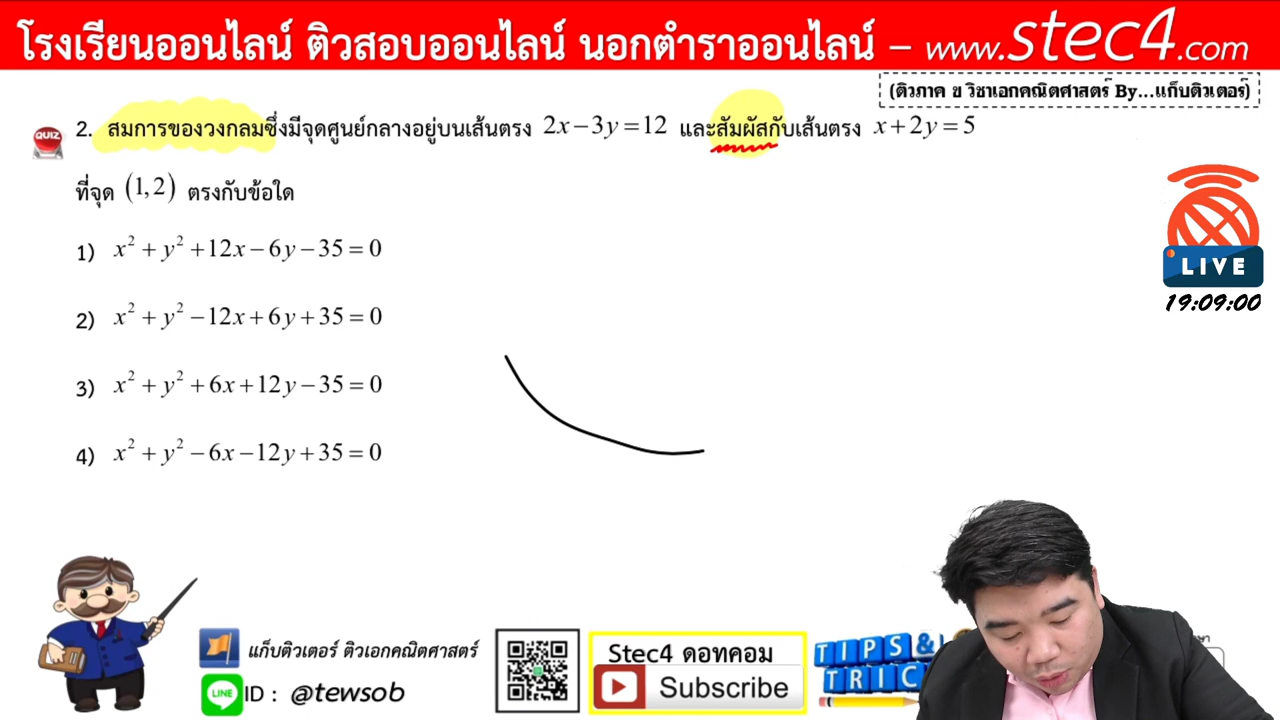 โรงเรียนออนไลน์ ติวสอบออนไลน์ นอกตำราออนไลน์ – www.stec4.com
(ติวภาค ข วิชาเอกคณิตศาสตร์ By...แก๊บติวเตอร์)
QUIZ
2. สมการของวงกลมซึ่งมีจุดศูนย์กลางอยู่บนเส้นตรง 2x−3y=12 และสัมผัสกับเส้นตรง x+2y=5
ที่จุด (1,2) ตรงกับข้อใด
1) x²+y²+12x−6y−35=0
2) x²+y²−12x+6y+35=0
3) x²+y²+6x+12y−35=0
4) x²+y²−6x−12y+35=0
LIVE
19:09:00
แก๊บติวเตอร์ ติวเอกคณิตศาสตร์
LINE ID : @tewsob
Stec4 ดอทคอม
Subscribe
TIPS &
TRIC